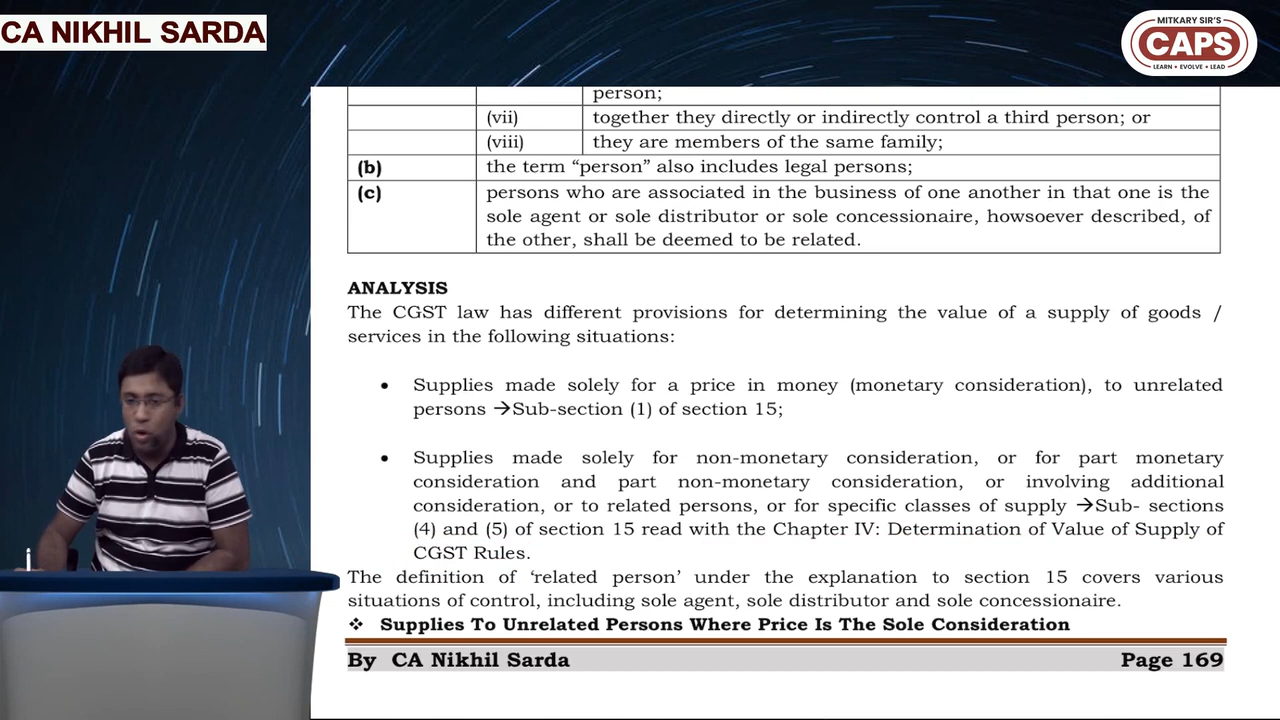 CA NIKHIL SARDA
MITKARY SIR'S
CAPS
LEARN • EVOLVE • LEAD
person;
(vii) together they directly or indirectly control a third person; or
(viii) they are members of the same family;
(b) the term “person” also includes legal persons;
(c) persons who are associated in the business of one another in that one is the
sole agent or sole distributor or sole concessionaire, howsoever described, of
the other, shall be deemed to be related.
ANALYSIS
The CGST law has different provisions for determining the value of a supply of goods /
services in the following situations:
• Supplies made solely for a price in money (monetary consideration), to unrelated
persons →Sub-section (1) of section 15;
• Supplies made solely for non-monetary consideration, or for part monetary
consideration and part non-monetary consideration, or involving additional
consideration, or to related persons, or for specific classes of supply →Sub- sections
(4) and (5) of section 15 read with the Chapter IV: Determination of Value of Supply of
CGST Rules.
The definition of ‘related person’ under the explanation to section 15 covers various
situations of control, including sole agent, sole distributor and sole concessionaire.
❖ Supplies To Unrelated Persons Where Price Is The Sole Consideration
By CA Nikhil Sarda Page 169